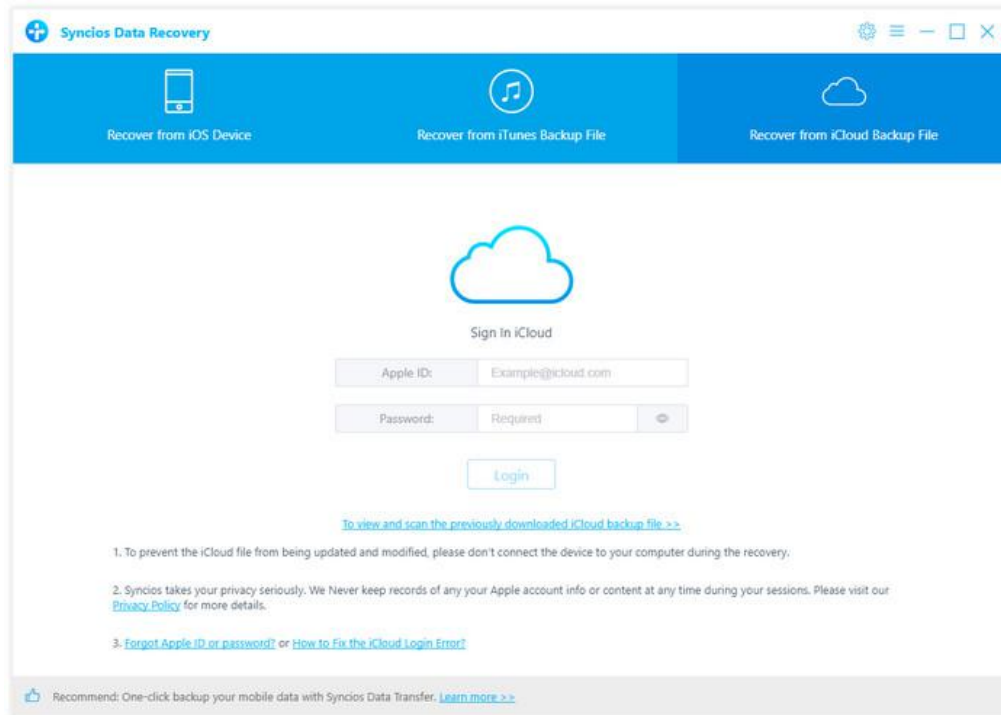 Syncios Data Recovery
Recover from iOS Device
Recover from iTunes Backup File
Recover from iCloud Backup File
Sign In iCloud
Apple ID: Example@icloud.com
Password: Required
Login
To view and scan the previously downloaded iCloud backup file >>
1. To prevent the iCloud file from being updated and modified, please don't connect the device to your computer during the recovery.
2. Syncios takes your privacy seriously. We Never keep records of any your Apple account info or content at any time during your sessions. Please visit our
Privacy Policy for more details.
3. Forgot Apple ID or password? or How to Fix the iCloud Login Error?
Recommend: One-click backup your mobile data with Syncios Data Transfer. Learn more >>